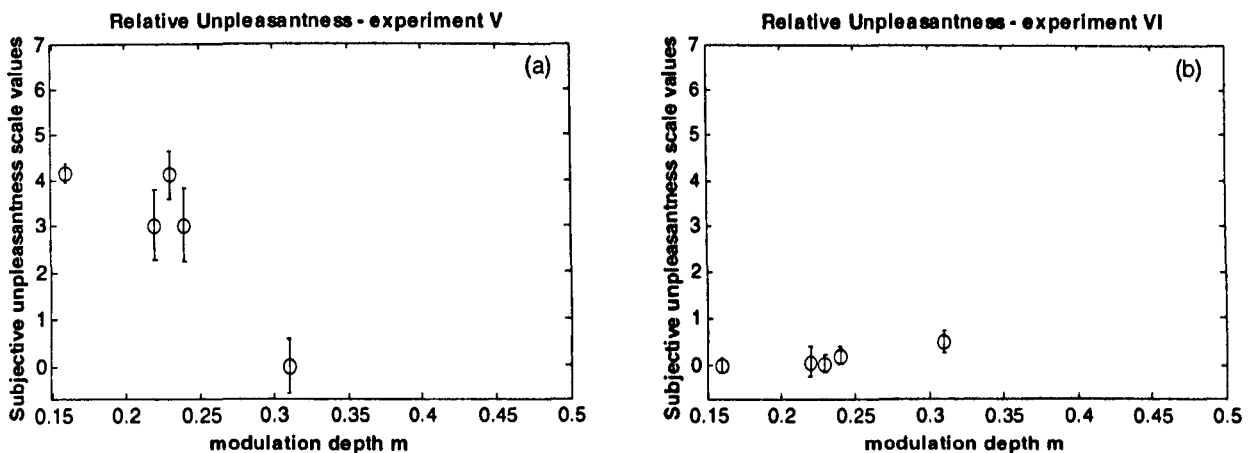 Relative Unpleasantness - experiment V
(a)
Subjective unpleasantness scale values
7
6
5
4
3
2
1
0
0.15 0.2 0.25 0.3 0.35 0.4 0.45 0.5
modulation depth m
Relative Unpleasantness - experiment VI
(b)
Subjective unpleasantness scale values
7
6
5
4
3
2
1
0
0.15 0.2 0.25 0.3 0.35 0.4 0.45 0.5
modulation depth m